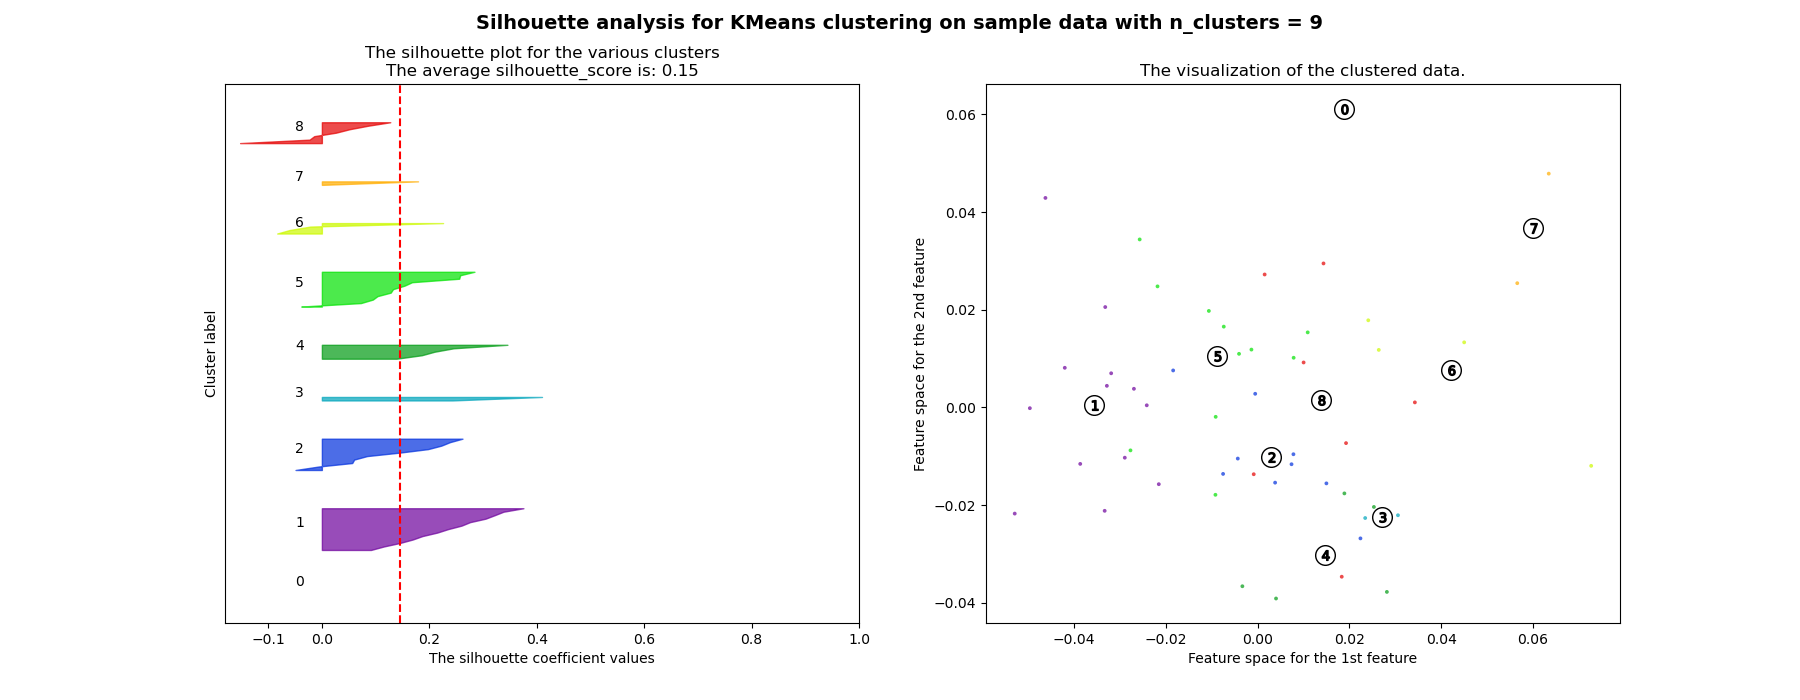 Silhouette analysis for KMeans clustering on sample data with n_clusters = 9
The silhouette plot for the various clusters
The average silhouette_score is: 0.15
8
7
6
5
4
3
2
1
0
Cluster label
−0.1 0.0 0.2 0.4 0.6 0.8 1.0
The silhouette coefficient values
The visualization of the clustered data.
0.06
0.04
0.02
0.00
−0.02
−0.04
Feature space for the 2nd feature
0
7
5
6
8
1
2
3
4
−0.04 −0.02 0.00 0.02 0.04 0.06
Feature space for the 1st feature